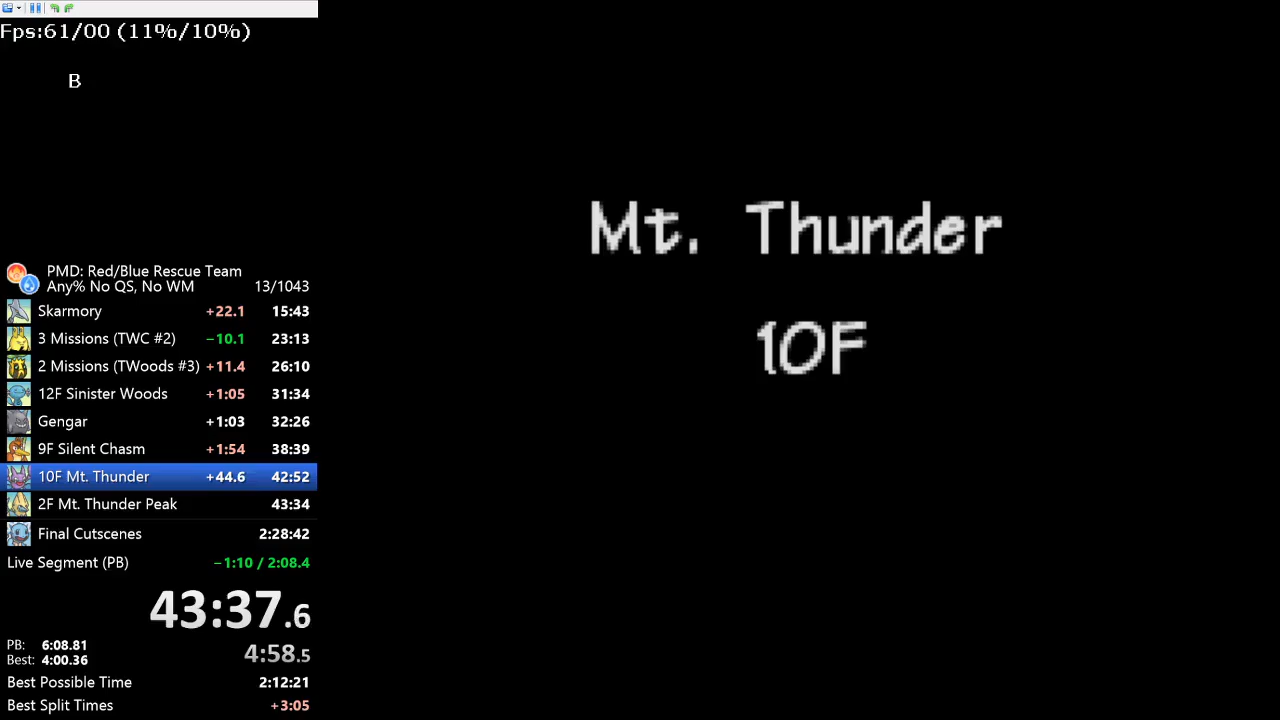 Fps:61/00 (11%/10%)
B
Mt. Thunder
10F
PMD: Red/Blue Rescue Team
Any% No QS, No WM 13/1043
Skarmory +22.1 15:43
3 Missions (TWC #2) −10.1 23:13
2 Missions (TWoods #3) +11.4 26:10
12F Sinister Woods +1:05 31:34
Gengar +1:03 32:26
9F Silent Chasm +1:54 38:39
10F Mt. Thunder +44.6 42:52
2F Mt. Thunder Peak 43:34
Final Cutscenes 2:28:42
Live Segment (PB) −1:10 / 2:08.4
43:37.6
PB: 6:08.81
Best: 4:00.36
4:58.5
Best Possible Time 2:12:21
Best Split Times +3:05